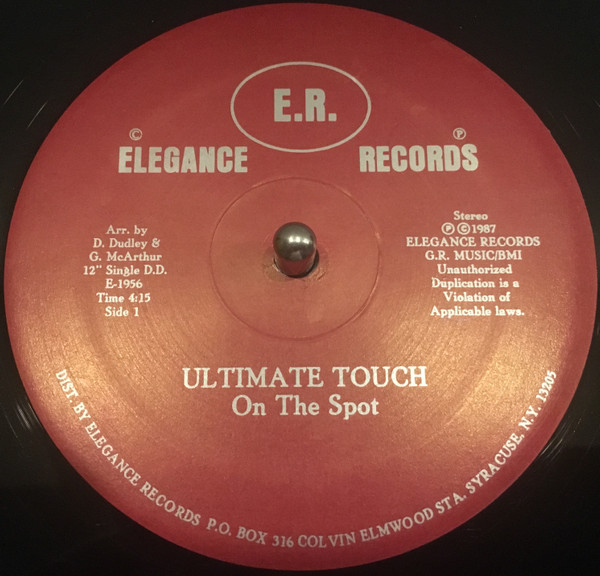 E.R.
© ℗
ELEGANCE RECORDS
Arr. by
D. Dudley &
G. McArthur
12" Single D.D.
E-1956
Time 4:15
Side 1
Stereo
℗ © 1987
ELEGANCE RECORDS
G.R. MUSIC/BMI
Unauthorized
Duplication is a
Violation of
Applicable laws.
ULTIMATE TOUCH
On The Spot
DIST. BY ELEGANCE RECORDS P.O. BOX 316 COLVIN ELMWOOD STA. SYRACUSE, N.Y. 13205